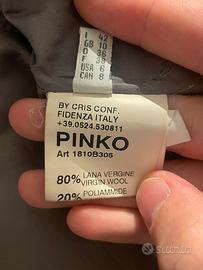 I 42
GB 10
D 36
F 38
USA 6
CAN 8
BY CRIS CONF.
FIDENZA ITALY
+39.0524.530811
PINKO
Art 1810B305
80% LANA VERGINE
VIRGIN WOOL
20% POLIAMMIDE
Subito